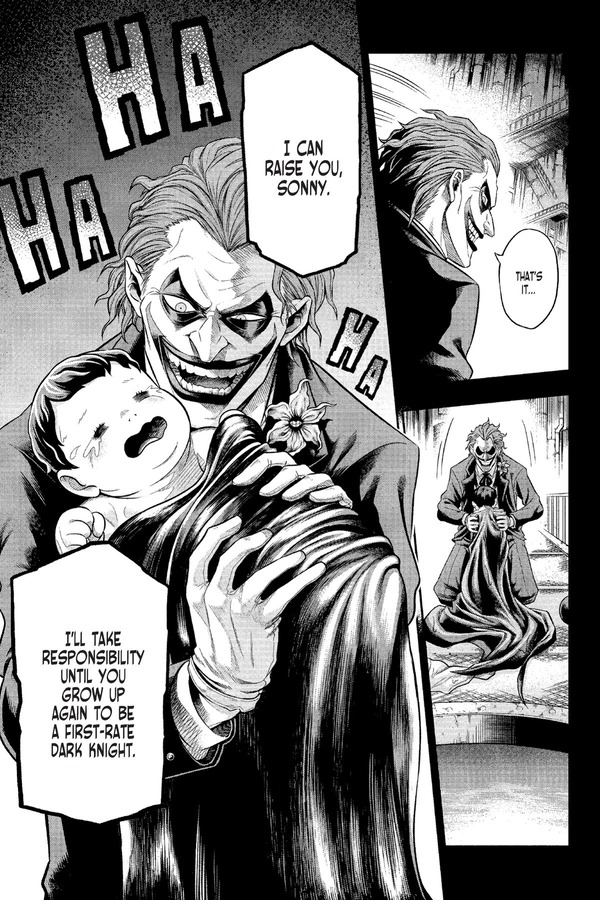 THAT'S
IT...
HA
HA
HA
I CAN
RAISE YOU,
SONNY.
I'LL TAKE
RESPONSIBILITY
UNTIL YOU
GROW UP
AGAIN TO BE
A FIRST-RATE
DARK KNIGHT.